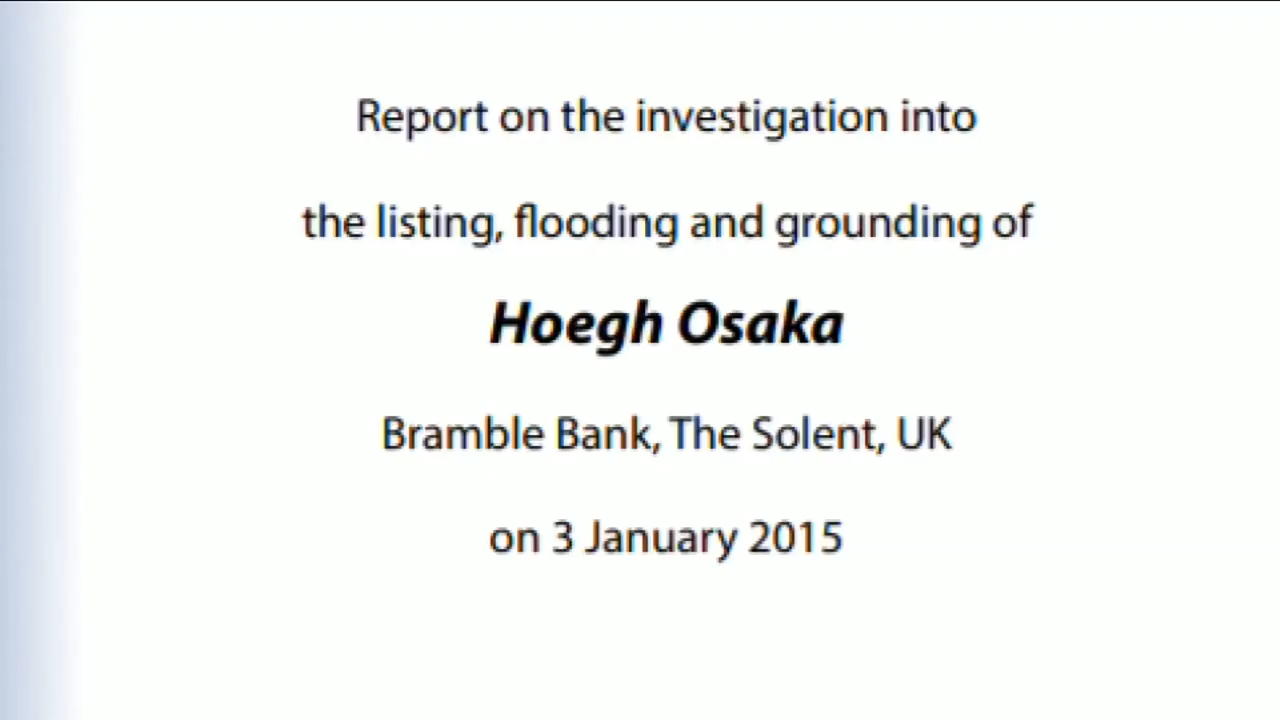 Report on the investigation into
the listing, flooding and grounding of
Hoegh Osaka
Bramble Bank, The Solent, UK
on 3 January 2015